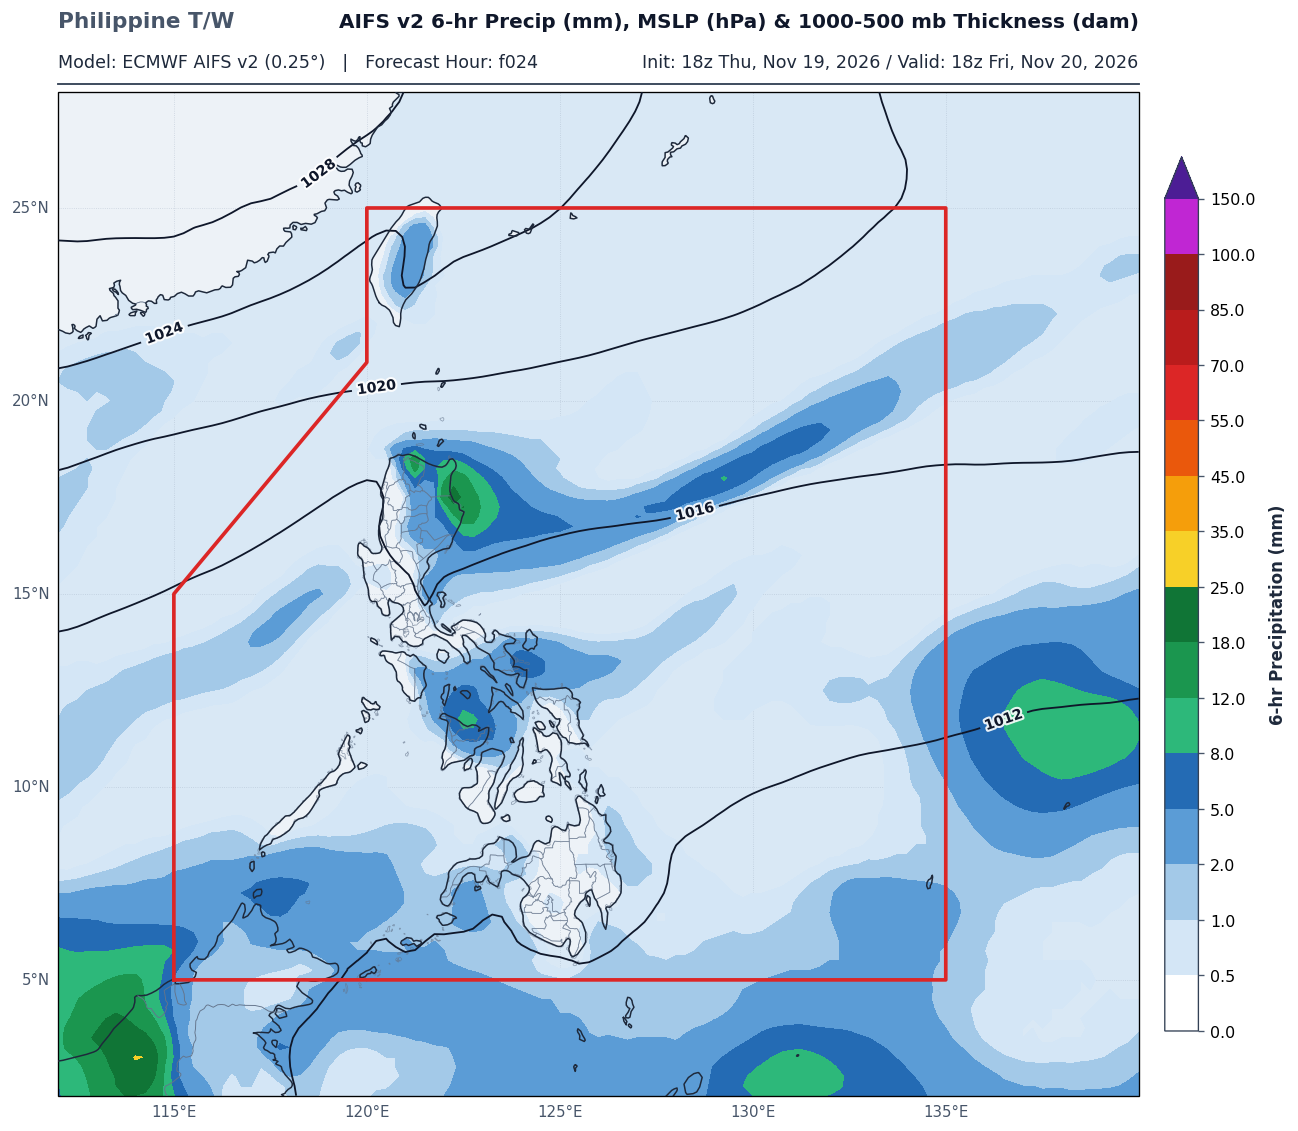 Philippine T/W
AIFS v2 6-hr Precip (mm), MSLP (hPa) & 1000-500 mb Thickness (dam)
Model: ECMWF AIFS v2 (0.25°) | Forecast Hour: f024
Init: 18z Thu, Nov 19, 2026 / Valid: 18z Fri, Nov 20, 2026
1028
1024
1020
1016
1012
25°N
20°N
15°N
10°N
5°N
115°E
120°E
125°E
130°E
135°E
150.0
100.0
85.0
70.0
55.0
45.0
35.0
25.0
18.0
12.0
8.0
5.0
2.0
1.0
0.5
0.0
6-hr Precipitation (mm)